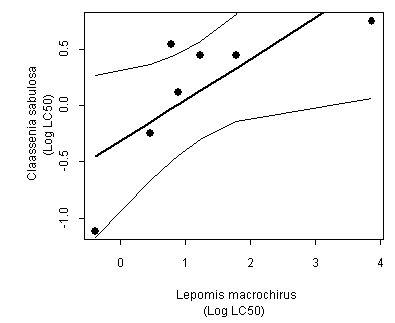 Claassenia sabulosa
(Log LC50)
0.5
0.0
-0.5
-1.0
0 1 2 3 4
Lepomis macrochirus
(Log LC50)